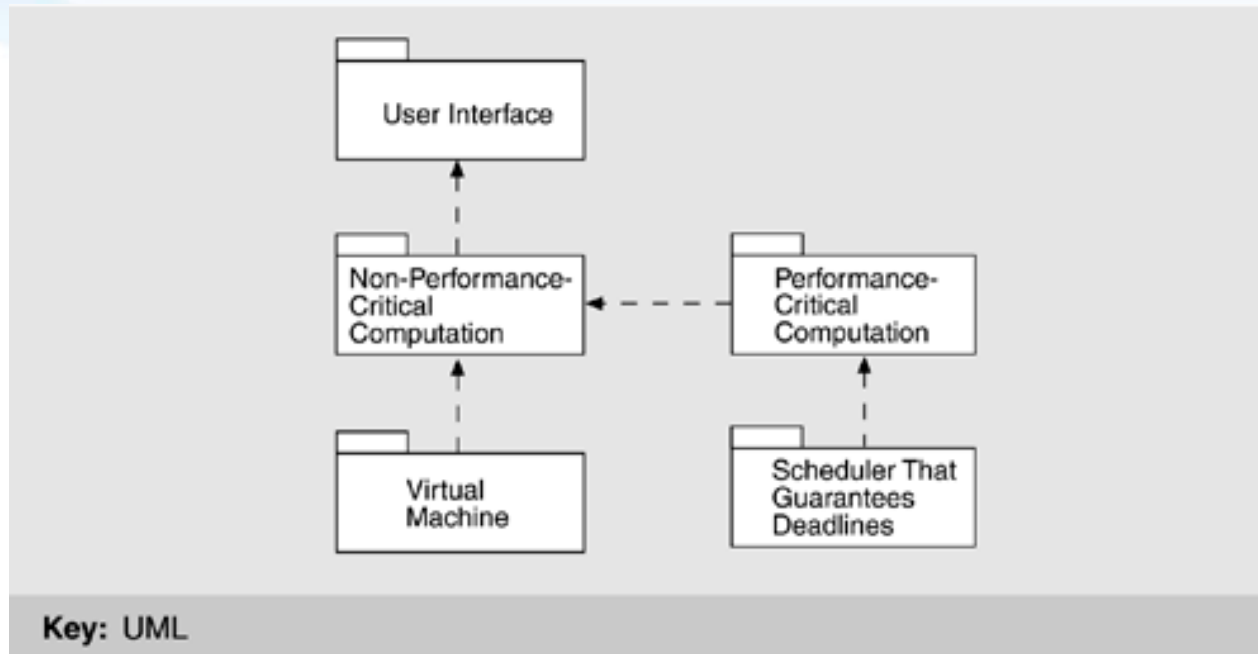 User Interface
Non-Performance-
Critical
Computation
Performance-
Critical
Computation
Virtual
Machine
Scheduler That
Guarantees
Deadlines
Key: UML